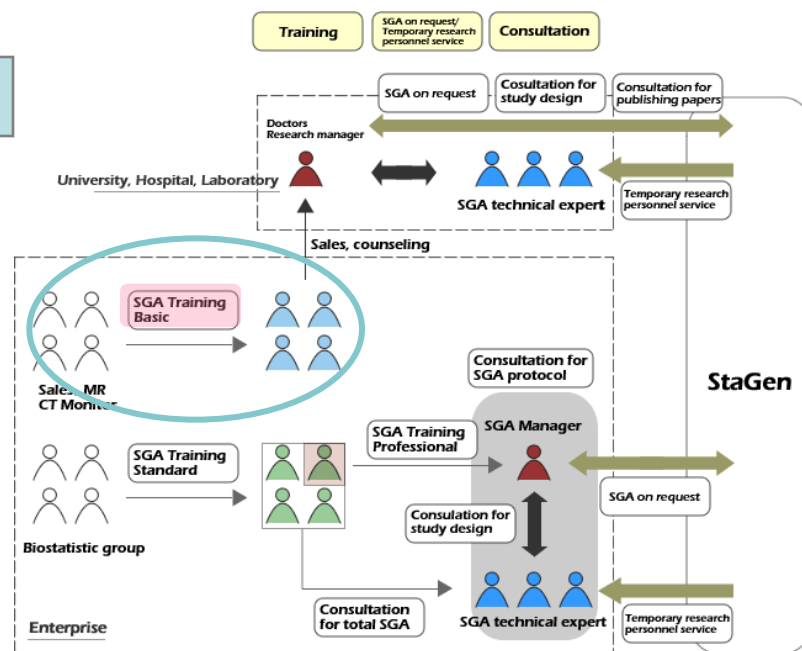 Training
SGA on request/
Temporary research
personnel service
Consultation
SGA on request
Cosultation for
study design
Consultation for
publishing papers
Doctors
Research manager
University, Hospital, Laboratory
SGA technical expert
Temporary research
personnel service
Sales, counseling
SGA Training
Basic
Sales, MR
CT Monitor
Consultation for
SGA protocol
StaGen
SGA Training
Standard
SGA Training
Professional
SGA Manager
SGA on request
Consulation for
study design
Biostatistic group
Consultation
for total SGA
SGA technical expert
Temporary research
personnel service
Enterprise